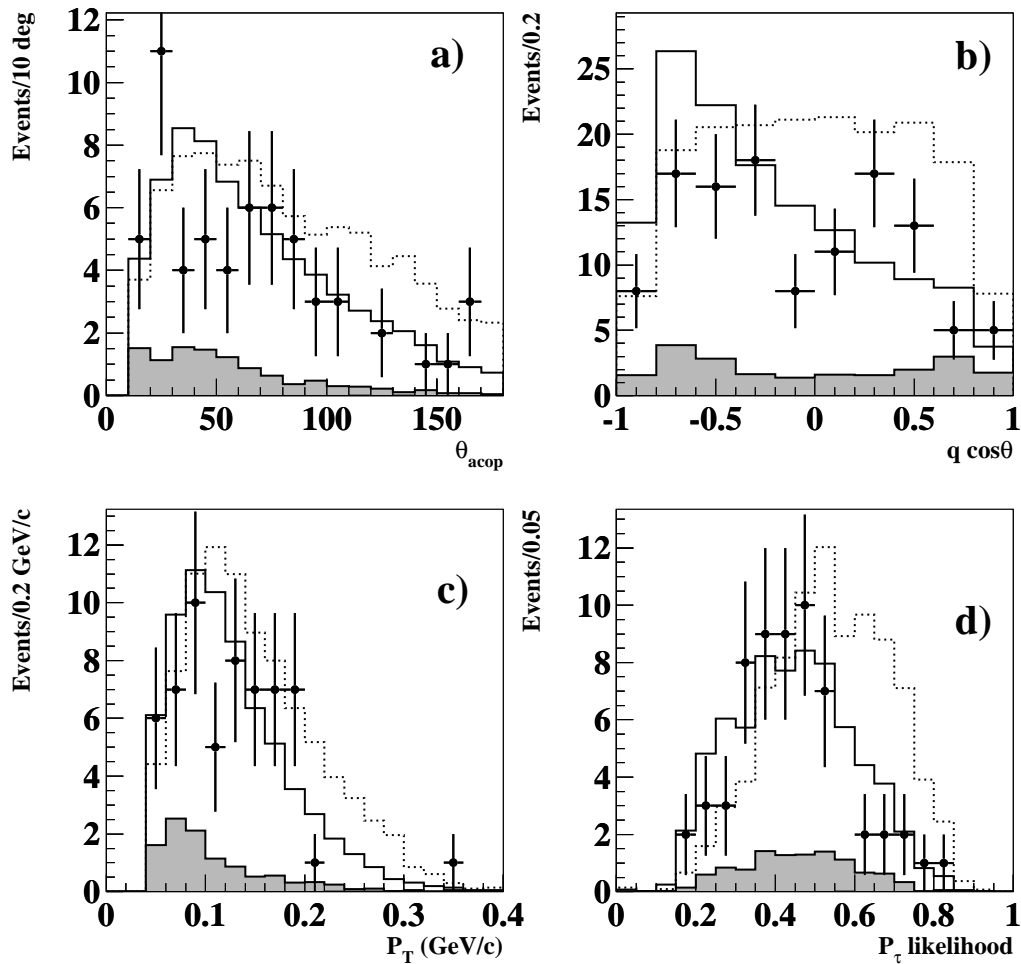 a)
Events/10 deg
12
10
8
6
4
2
0
0 50 100 150
θacop
b)
Events/0.2
25
20
15
10
5
0
-1 -0.5 0 0.5 1
q cosθ
c)
Events/0.2 GeV/c
12
10
8
6
4
2
0
0 0.1 0.2 0.3 0.4
PT (GeV/c)
d)
Events/0.05
12
10
8
6
4
2
0
0 0.2 0.4 0.6 0.8 1
Pτ likelihood